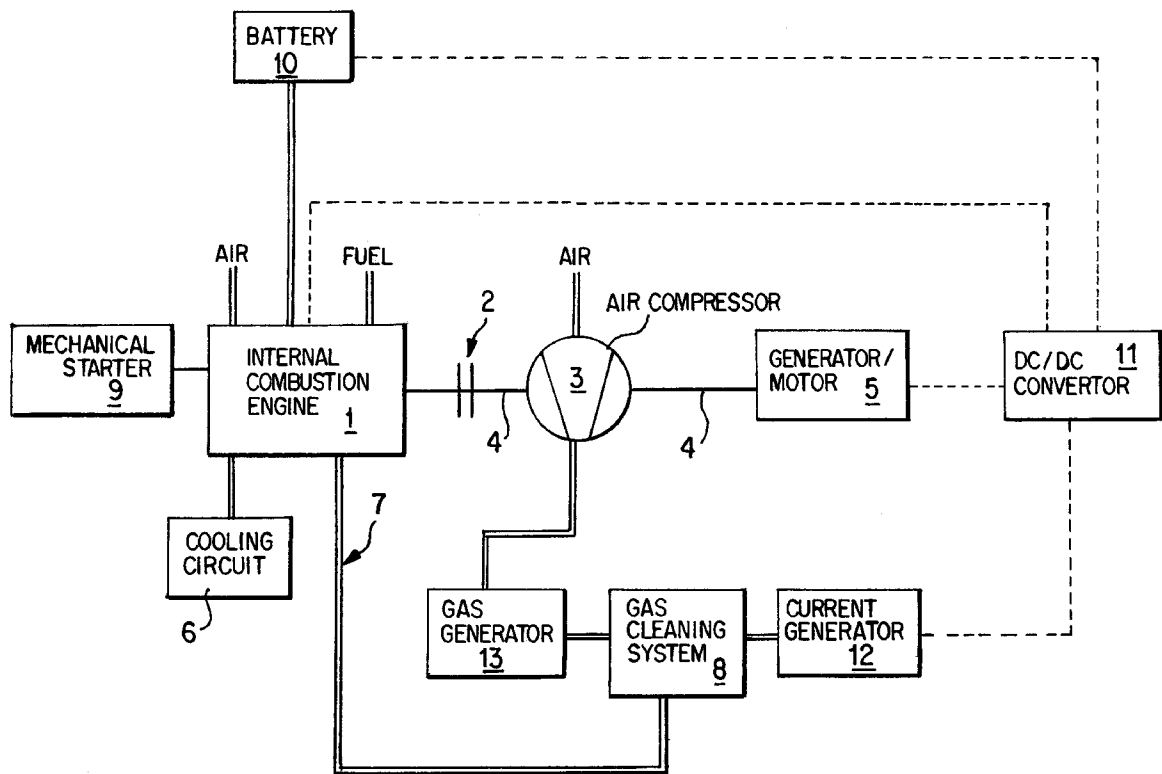 BATTERY
10
AIR
FUEL
AIR
2
AIR COMPRESSOR
MECHANICAL
STARTER
9
INTERNAL
COMBUSTION
ENGINE
1
4
3
4
GENERATOR/
MOTOR
5
DC/DC
CONVERTOR
11
7
COOLING
CIRCUIT
6
GAS
GENERATOR
13
GAS
CLEANING
SYSTEM
8
CURRENT
GENERATOR
12